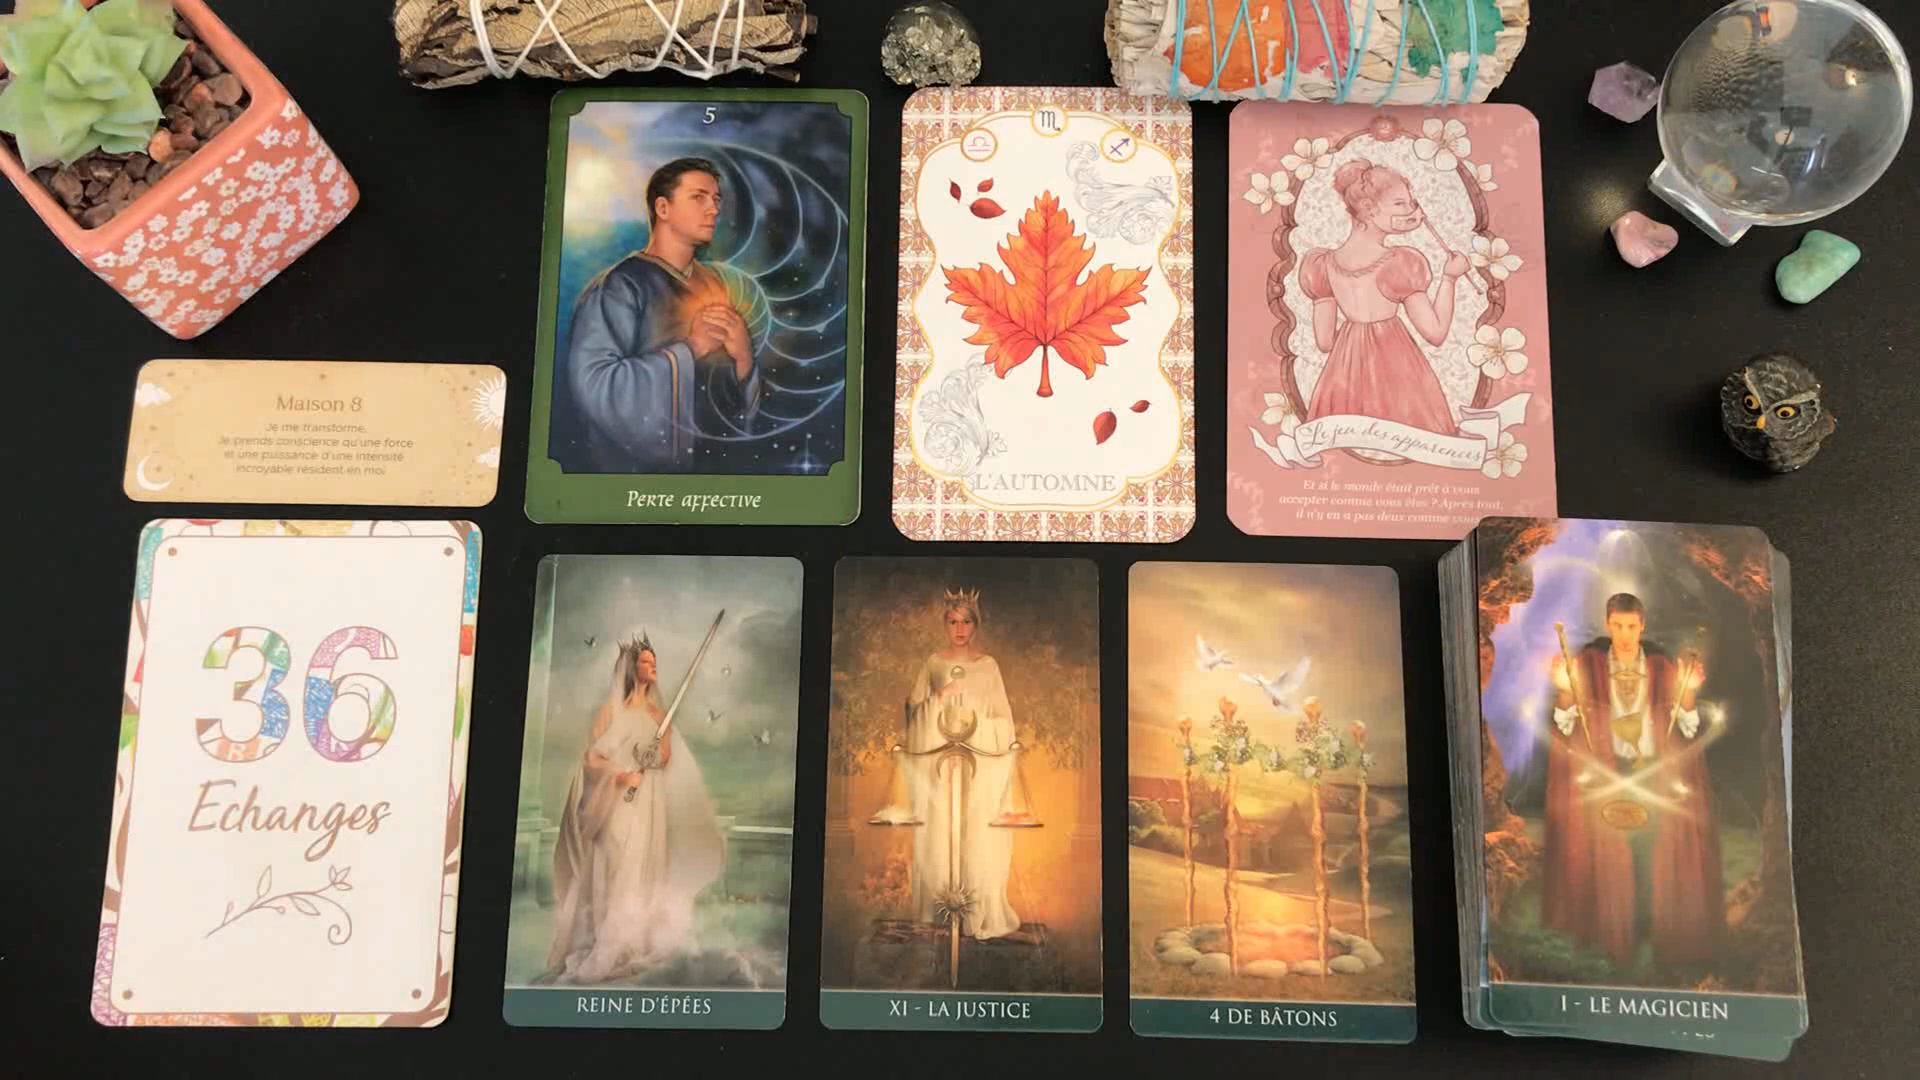 5
PERTE AFFECTIVE
♎
♏
♐
L'AUTOMNE
Le jeu des apparences
Et si le monde était prêt à vous
accepter comme vous êtes ? Après tout,
il n'y en a pas deux comme vous
Maison 8
Je me transforme,
Je prends conscience qu'une force
et une puissance d'une intensité
incroyable résident en moi
36
Echanges
REINE D'ÉPÉES
XI - LA JUSTICE
4 DE BÂTONS
I - LE MAGICIEN